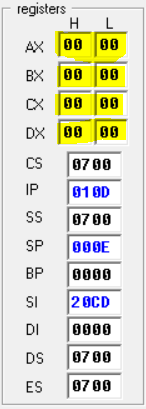 registers
H L
AX 00 00
BX 00 00
CX 00 00
DX 00 00
CS 0700
IP 010D
SS 0700
SP 000E
BP 0000
SI 20CD
DI 0000
DS 0700
ES 0700